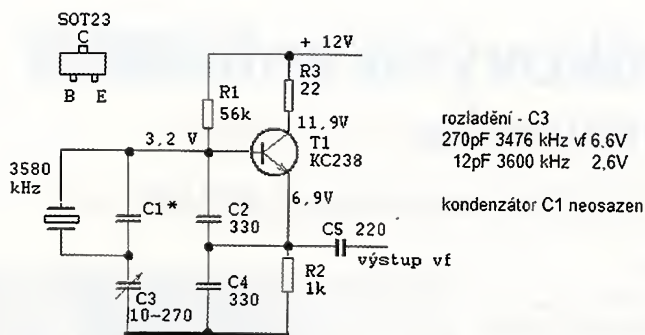 SOT23
C
B E
+ 12V
R3
22
R1
56k
11,9V
3,2 V
T1
KC238
3580
kHz
6,9V
C1*
C2
330
C5 220
výstup vf
C3
10-270
C4
330
R2
1k
rozladění - C3
270pF 3476 kHz vf 6,6V
12pF 3600 kHz 2,6V
kondenzátor C1 neosazen